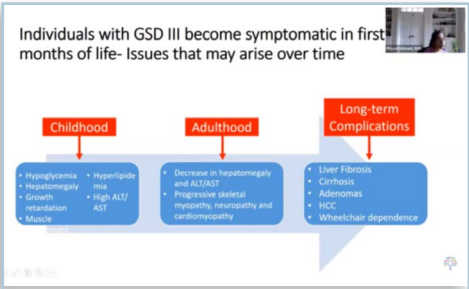 Individuals with GSD III become symptomatic in first
months of life- Issues that may arise over time
Childhood
• Hypoglycemia
• Hepatomegaly
• Growth
retardation
• Muscle
• Hyperlipide
mia
• High ALT/
AST
Adulthood
• Decrease in hepatomegaly
and ALT/AST
• Progressive skeletal
myopathy, neuropathy and
cardiomyopathy
Long-term
Complications
• Liver Fibrosis
• Cirrhosis
• Adenomas
• HCC
• Wheelchair dependence